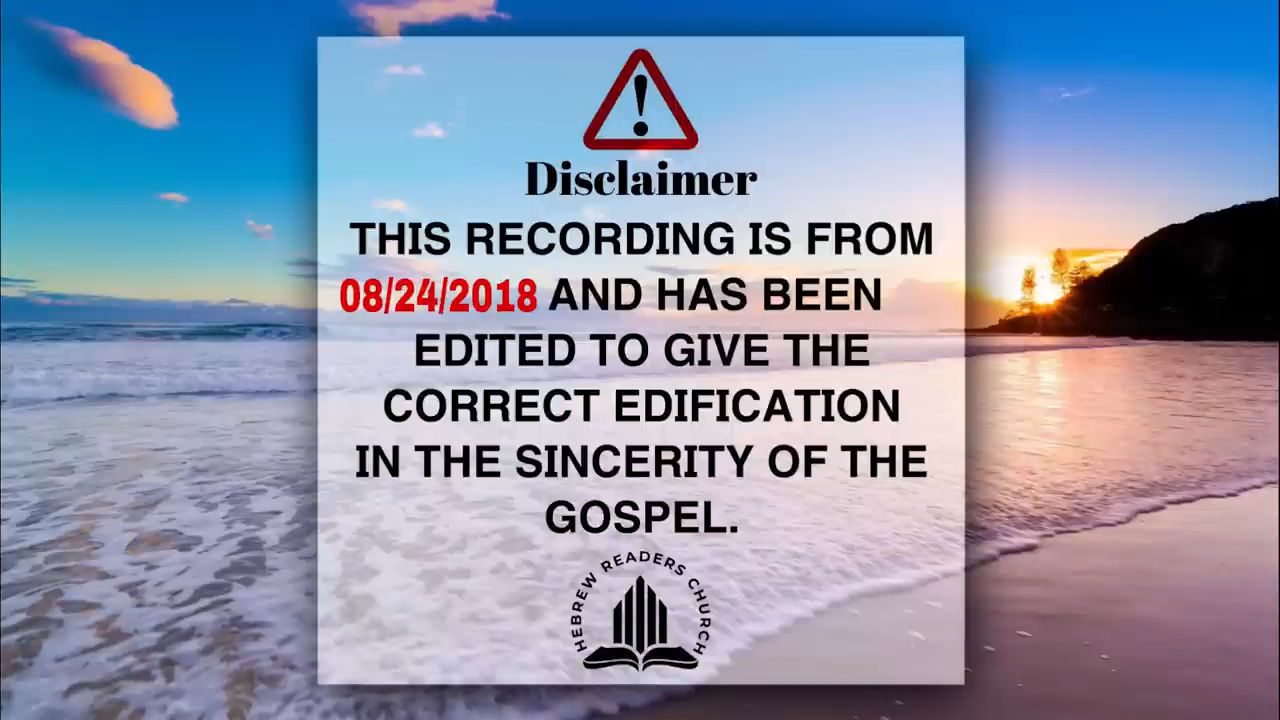 Disclaimer
THIS RECORDING IS FROM
08/24/2018 AND HAS BEEN
EDITED TO GIVE THE
CORRECT EDIFICATION
IN THE SINCERITY OF THE
GOSPEL.
HEBREW READERS CHURCH